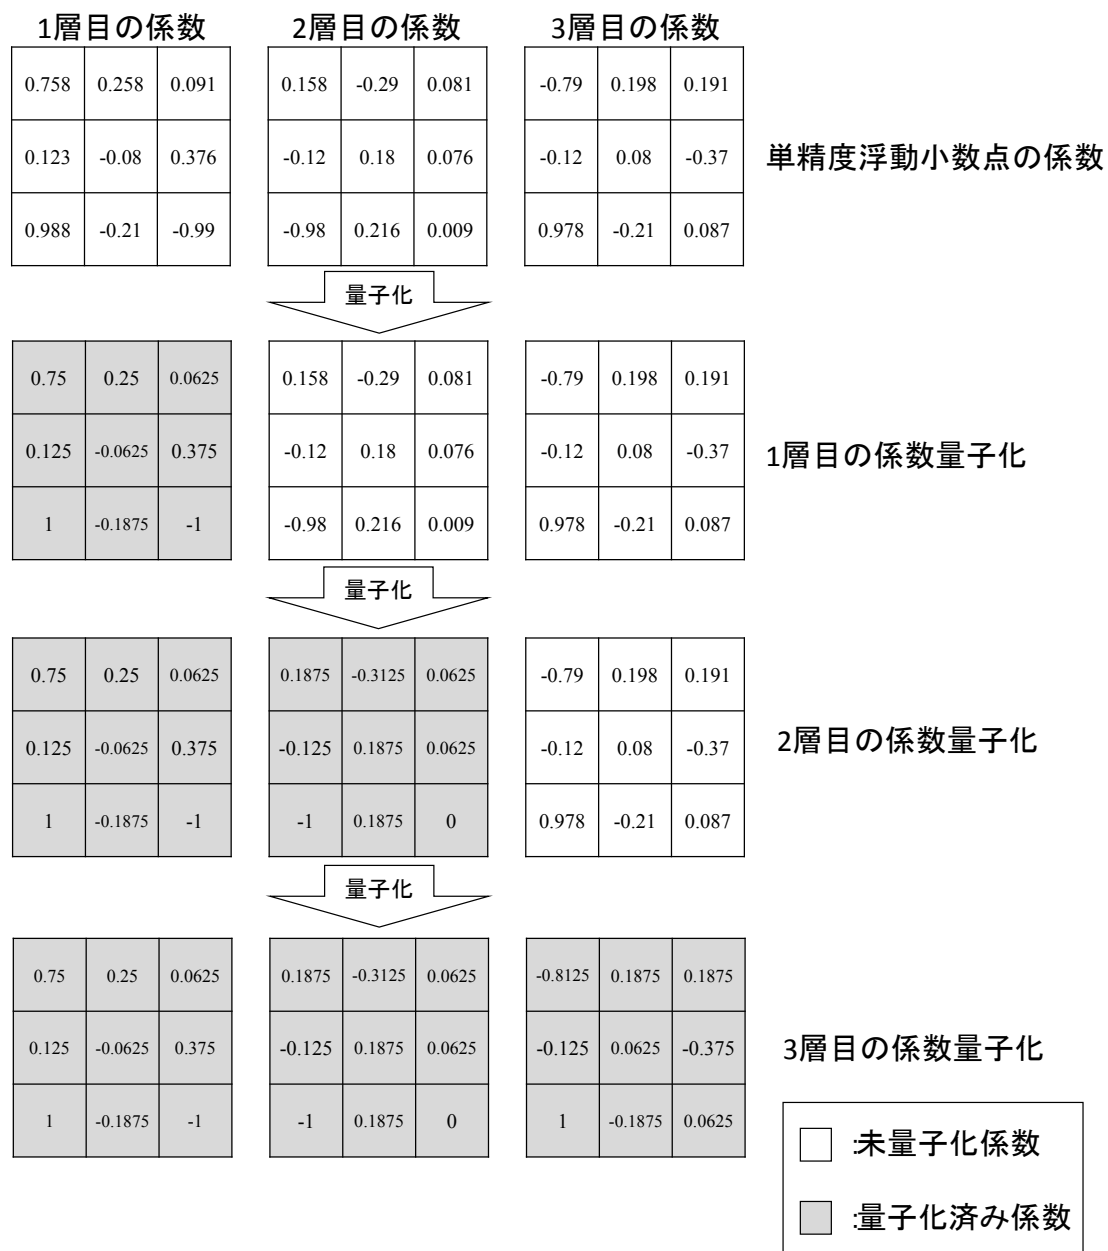 1層目の係数 2層目の係数 3層目の係数
0.758 0.258 0.091 0.158 -0.29 0.081 -0.79 0.198 0.191
0.123 -0.08 0.376 -0.12 0.18 0.076 -0.12 0.08 -0.37 単精度浮動小数点の係数
0.988 -0.21 -0.99 -0.98 0.216 0.009 0.978 -0.21 0.087
量子化
0.75 0.25 0.0625 0.158 -0.29 0.081 -0.79 0.198 0.191
0.125 -0.0625 0.375 -0.12 0.18 0.076 -0.12 0.08 -0.37 1層目の係数量子化
1 -0.1875 -1 -0.98 0.216 0.009 0.978 -0.21 0.087
量子化
0.75 0.25 0.0625 0.1875 -0.3125 0.0625 -0.79 0.198 0.191
0.125 -0.0625 0.375 -0.125 0.1875 0.0625 -0.12 0.08 -0.37 2層目の係数量子化
1 -0.1875 -1 -1 0.1875 0 0.978 -0.21 0.087
量子化
0.75 0.25 0.0625 0.1875 -0.3125 0.0625 -0.8125 0.1875 0.1875
0.125 -0.0625 0.375 -0.125 0.1875 0.0625 -0.125 0.0625 -0.375 3層目の係数量子化
1 -0.1875 -1 -1 0.1875 0 1 -0.1875 0.0625
:未量子化係数
:量子化済み係数